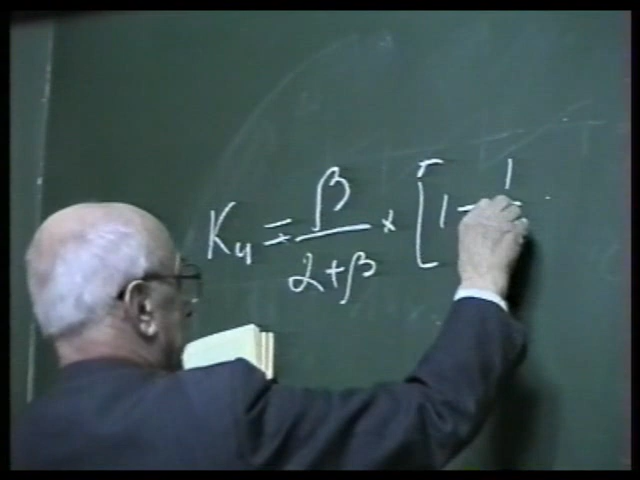 K₄ = β / (2+β) × [1 - 1